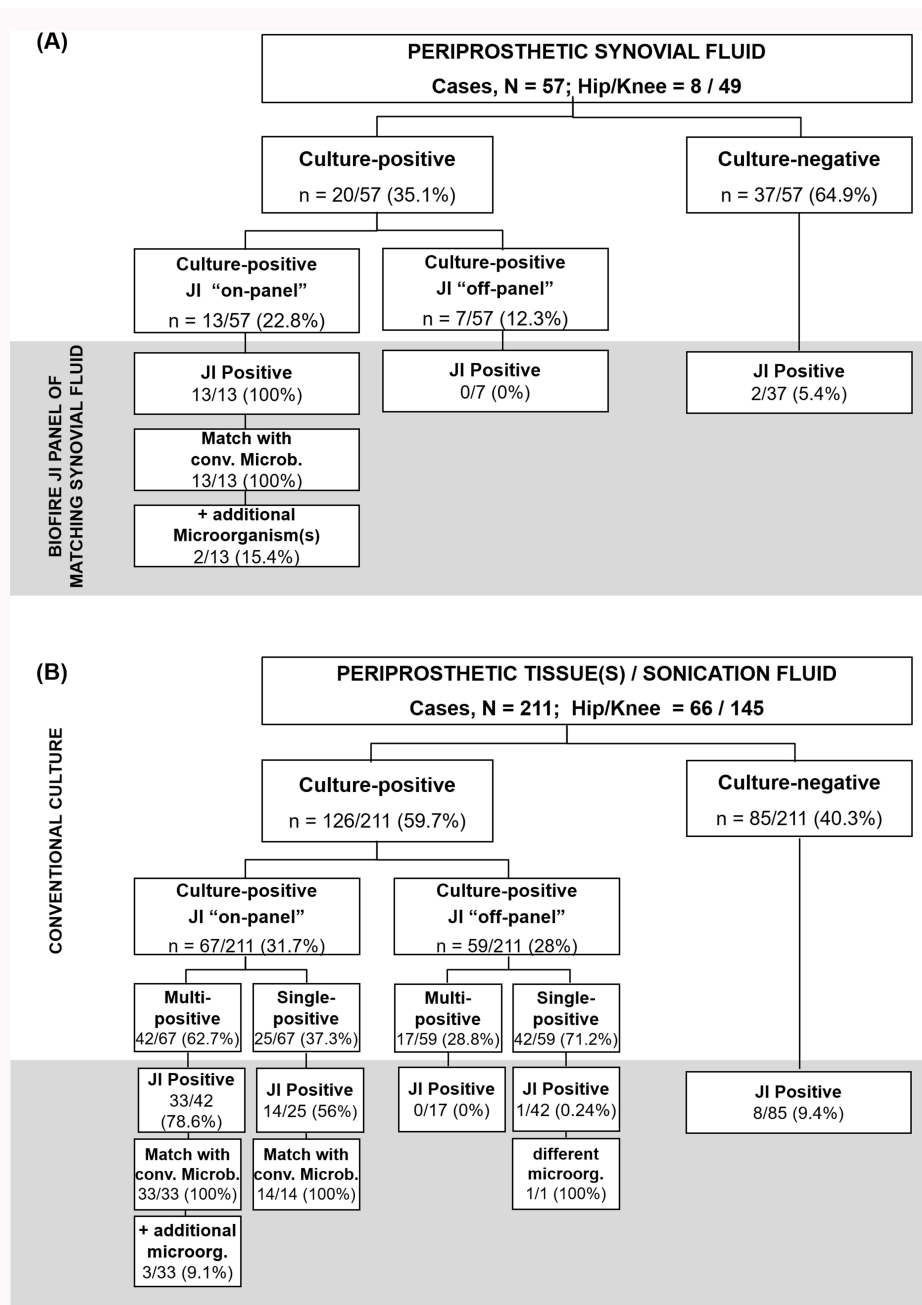 (A)
PERIPROSTHETIC SYNOVIAL FLUID
Cases, N = 57; Hip/Knee = 8 / 49
Culture-positive
n = 20/57 (35.1%)
Culture-negative
n = 37/57 (64.9%)
Culture-positive
JI “on-panel”
n = 13/57 (22.8%)
Culture-positive
JI “off-panel”
n = 7/57 (12.3%)
BIOFIRE JI PANEL OF
MATCHING SYNOVIAL FLUID
JI Positive
13/13 (100%)
JI Positive
0/7 (0%)
JI Positive
2/37 (5.4%)
Match with
conv. Microb.
13/13 (100%)
+ additional
Microorganism(s)
2/13 (15.4%)
(B)
PERIPROSTHETIC TISSUE(S) / SONICATION FLUID
Cases, N = 211; Hip/Knee = 66 / 145
CONVENTIONAL CULTURE
Culture-positive
n = 126/211 (59.7%)
Culture-negative
n = 85/211 (40.3%)
Culture-positive
JI “on-panel”
n = 67/211 (31.7%)
Culture-positive
JI “off-panel”
n = 59/211 (28%)
Multi-
positive
42/67 (62.7%)
Single-
positive
25/67 (37.3%)
Multi-
positive
17/59 (28.8%)
Single-
positive
42/59 (71.2%)
JI Positive
33/42
(78.6%)
JI Positive
14/25 (56%)
JI Positive
0/17 (0%)
JI Positive
1/42 (0.24%)
JI Positive
8/85 (9.4%)
Match with
conv. Microb.
33/33 (100%)
Match with
conv. Microb.
14/14 (100%)
different
microorg.
1/1 (100%)
+ additional
microorg.
3/33 (9.1%)